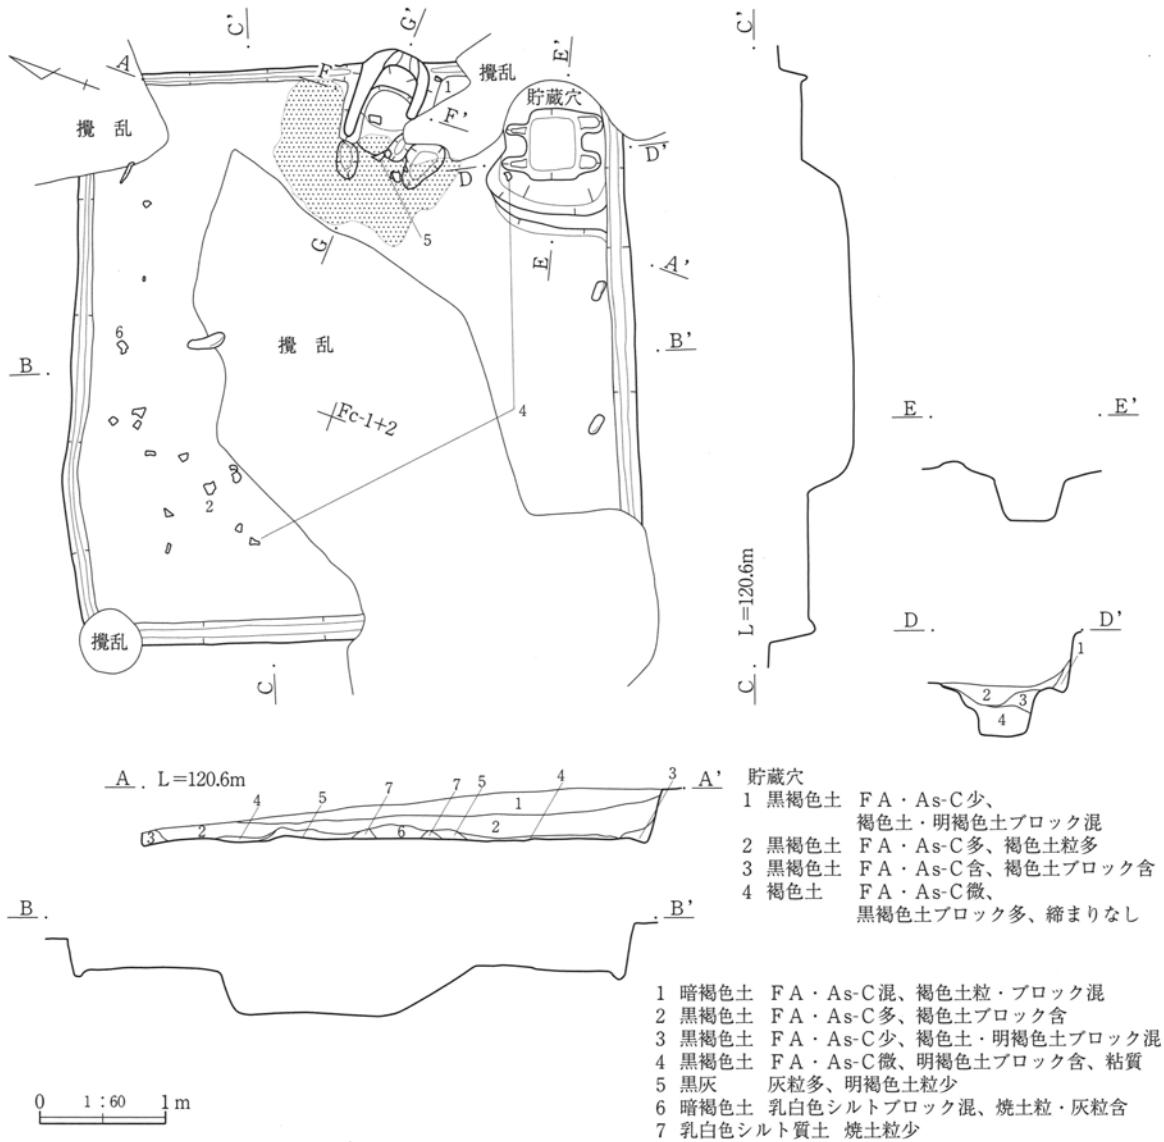 C'
G'
C'
A
F
1
攪乱
E'
貯蔵穴
攪 乱
F'
D'
D
G
5
E
A'
6
B
B'
攪 乱
Fc-1+2
4
2
E
E'
攪乱
C
L=120.6m
C
D
D'
1
2
3
4
A
L=120.6m
A'
3
2
4
5
7
6
7
5
2
4
1
3
貯蔵穴
1 黒褐色土 FA・As-C少、
褐色土・明褐色土ブロック混
2 黒褐色土 FA・As-C多、褐色土粒多
3 黒褐色土 FA・As-C含、褐色土ブロック含
4 褐色土 FA・As-C微、
黒褐色土ブロック多、締まりなし
B
B'
1 暗褐色土 FA・As-C混、褐色土粒・ブロック混
2 黒褐色土 FA・As-C多、褐色土ブロック含
3 黒褐色土 FA・As-C少、褐色土・明褐色土ブロック混
4 黒褐色土 FA・As-C微、明褐色土ブロック含、粘質
5 黒灰 灰粒多、明褐色土粒少
6 暗褐色土 乳白色シルトブロック混、焼土粒・灰粒含
7 乳白色シルト質土 焼土粒少
0 1:60 1m